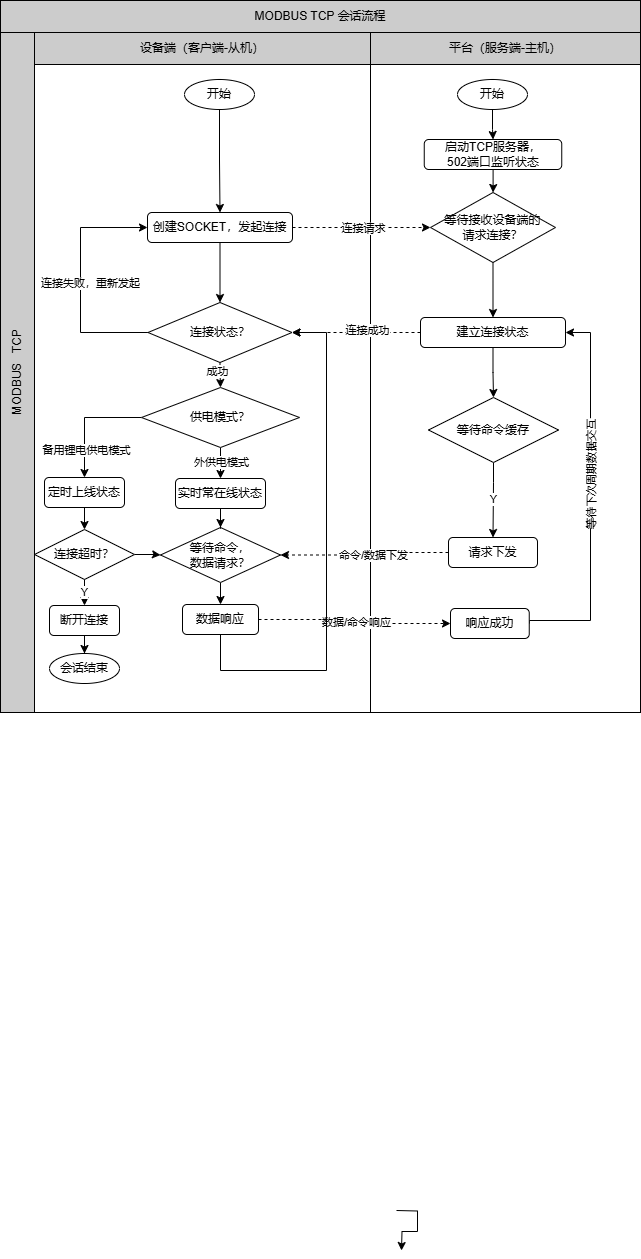 MODBUS TCP 会话流程
设备端（客户端-从机）
平台（服务端-主机）
MODBUS TCP
开始
开始
启动TCP服务器，
502端口监听状态
创建SOCKET，发起连接
连接请求
等待接收设备端的
请求连接？
连接失败，重新发起
连接状态？
连接成功
建立连接状态
成功
供电模式？
等待命令缓存
备用锂电供电模式
外供电模式
等待下次周期数据交互
定时上线状态
实时常在线状态
Y
连接超时？
等待命令，
数据请求？
命令/数据下发
请求下发
Y
断开连接
数据响应
数据/命令响应
响应成功
会话结束